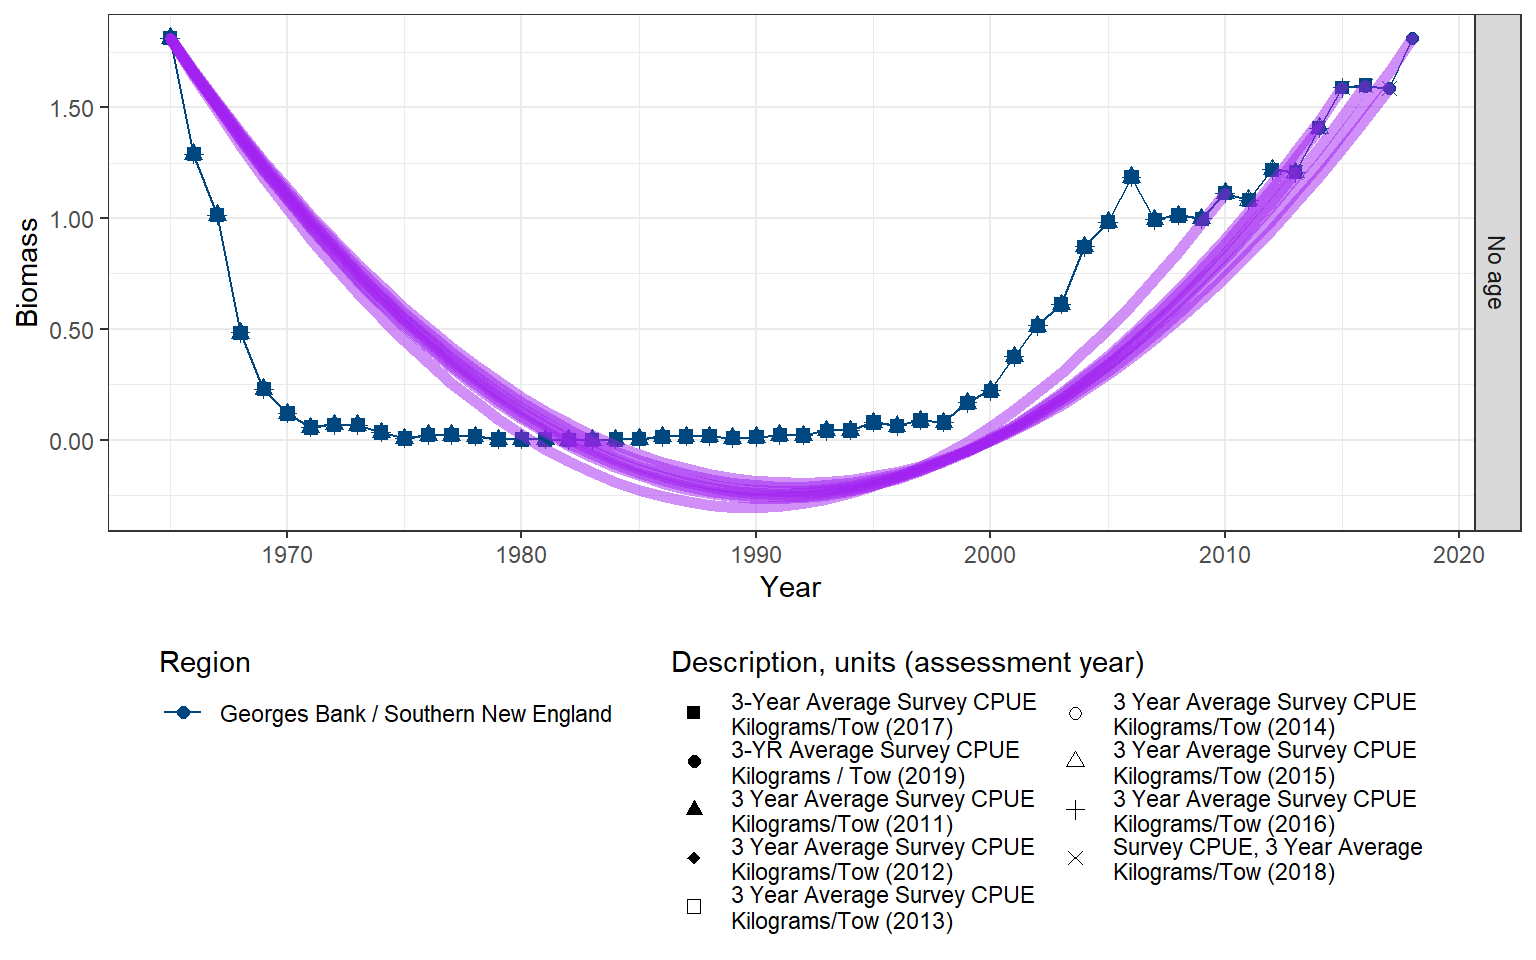 1.50
1.00
0.50
0.00
Biomass
No age
1970 1980 1990 2000 2010 2020
Year
Region
Georges Bank / Southern New England
Description, units (assessment year)
3-Year Average Survey CPUE
Kilograms/Tow (2017)
3-YR Average Survey CPUE
Kilograms / Tow (2019)
3 Year Average Survey CPUE
Kilograms/Tow (2011)
3 Year Average Survey CPUE
Kilograms/Tow (2012)
3 Year Average Survey CPUE
Kilograms/Tow (2013)
3 Year Average Survey CPUE
Kilograms/Tow (2014)
3 Year Average Survey CPUE
Kilograms/Tow (2015)
3 Year Average Survey CPUE
Kilograms/Tow (2016)
Survey CPUE, 3 Year Average
Kilograms/Tow (2018)